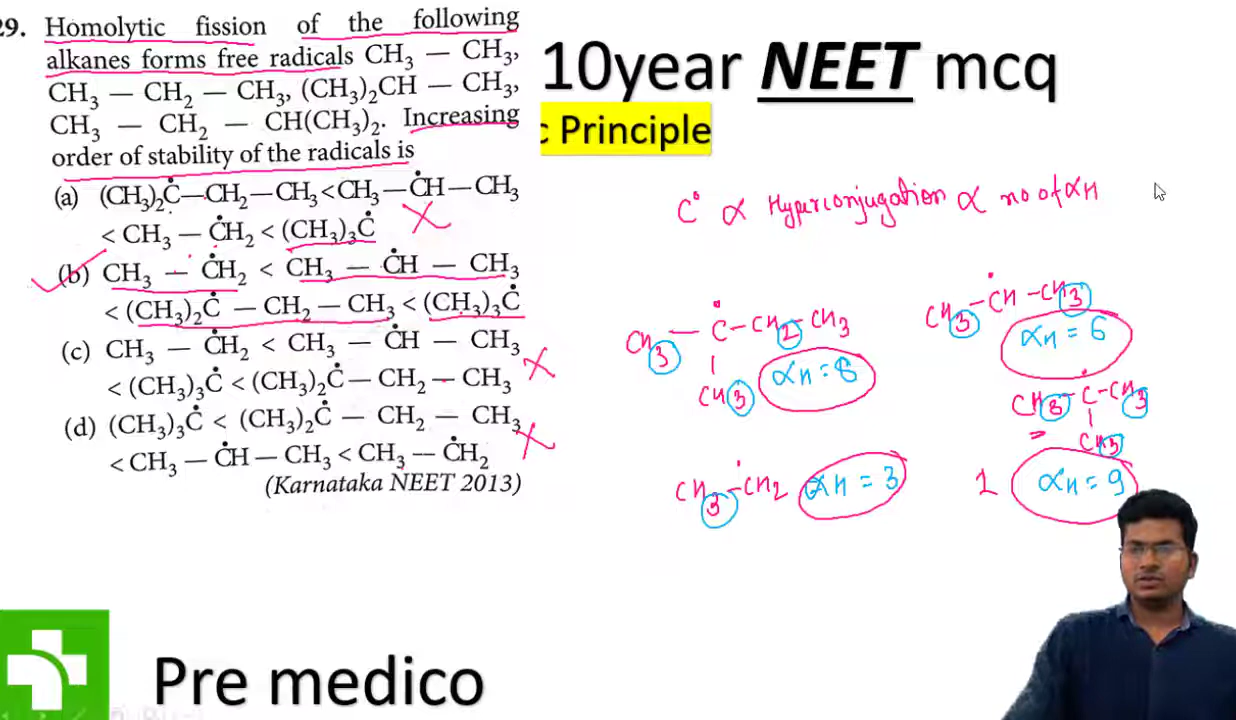 29. Homolytic fission of the following
alkanes forms free radicals CH₃ — CH₃,
CH₃ — CH₂ — CH₃, (CH₃)₂CH — CH₃,
CH₃ — CH₂ — CH(CH₃)₂. Increasing
order of stability of the radicals is
(a) (CH₃)₂Ċ—CH₂—CH₃<CH₃—ĊH—CH₃
< CH₃ — ĊH₂ < (CH₃)₃Ċ
(b) CH₃ — ĊH₂ < CH₃ — ĊH — CH₃
< (CH₃)₂Ċ — CH₂ — CH₃ < (CH₃)₃Ċ
(c) CH₃ — ĊH₂ < CH₃ — ĊH — CH₃
< (CH₃)₃Ċ < (CH₃)₂Ċ — CH₂ — CH₃
(d) (CH₃)₃Ċ < (CH₃)₂Ċ — CH₂ — CH₃
< CH₃ — ĊH — CH₃ < CH₃ — ĊH₂
(Karnataka NEET 2013)
10year NEET mcq
c Principle
C° ∝ Hyperconjugation ∝ no of αH
CH₃ — Ċ — CH₂ — CH₃
CH₃
αH = 8
CH₃ — ĊH — CH₃
αH = 6
CH₃ — Ċ — CH₃
CH₃
CH₃ — ĊH₂ αH = 3
1 αH = 9
Pre medico